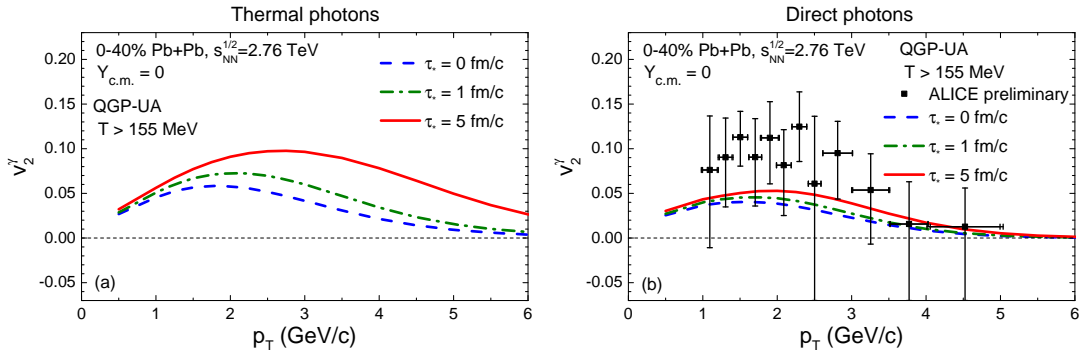 Thermal photons
0-40% Pb+Pb, s_NN^1/2=2.76 TeV
Y_c.m. = 0
QGP-UA
T > 155 MeV
τ* = 0 fm/c
τ* = 1 fm/c
τ* = 5 fm/c
0.20
0.15
0.10
0.05
0.00
-0.05
v_2^γ
(a)
0 1 2 3 4 5 6
p_T (GeV/c)
Direct photons
0-40% Pb+Pb, s_NN^1/2=2.76 TeV
Y_c.m. = 0
QGP-UA
T > 155 MeV
ALICE preliminary
τ* = 0 fm/c
τ* = 1 fm/c
τ* = 5 fm/c
0.20
0.15
0.10
0.05
0.00
-0.05
v_2^γ
(b)
0 1 2 3 4 5 6
p_T (GeV/c)